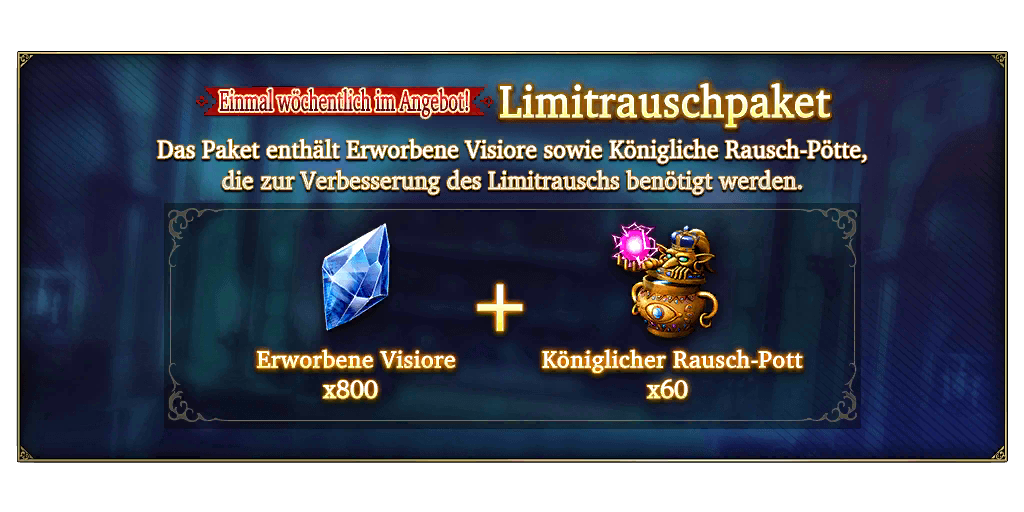 Einmal wöchentlich im Angebot! Limitrauschpaket
Das Paket enthält Erworbene Visiore sowie Königliche Rausch-Pötte,
die zur Verbesserung des Limitrauschs benötigt werden.
+
Erworbene Visiore Königlicher Rausch-Pott
x800 x60